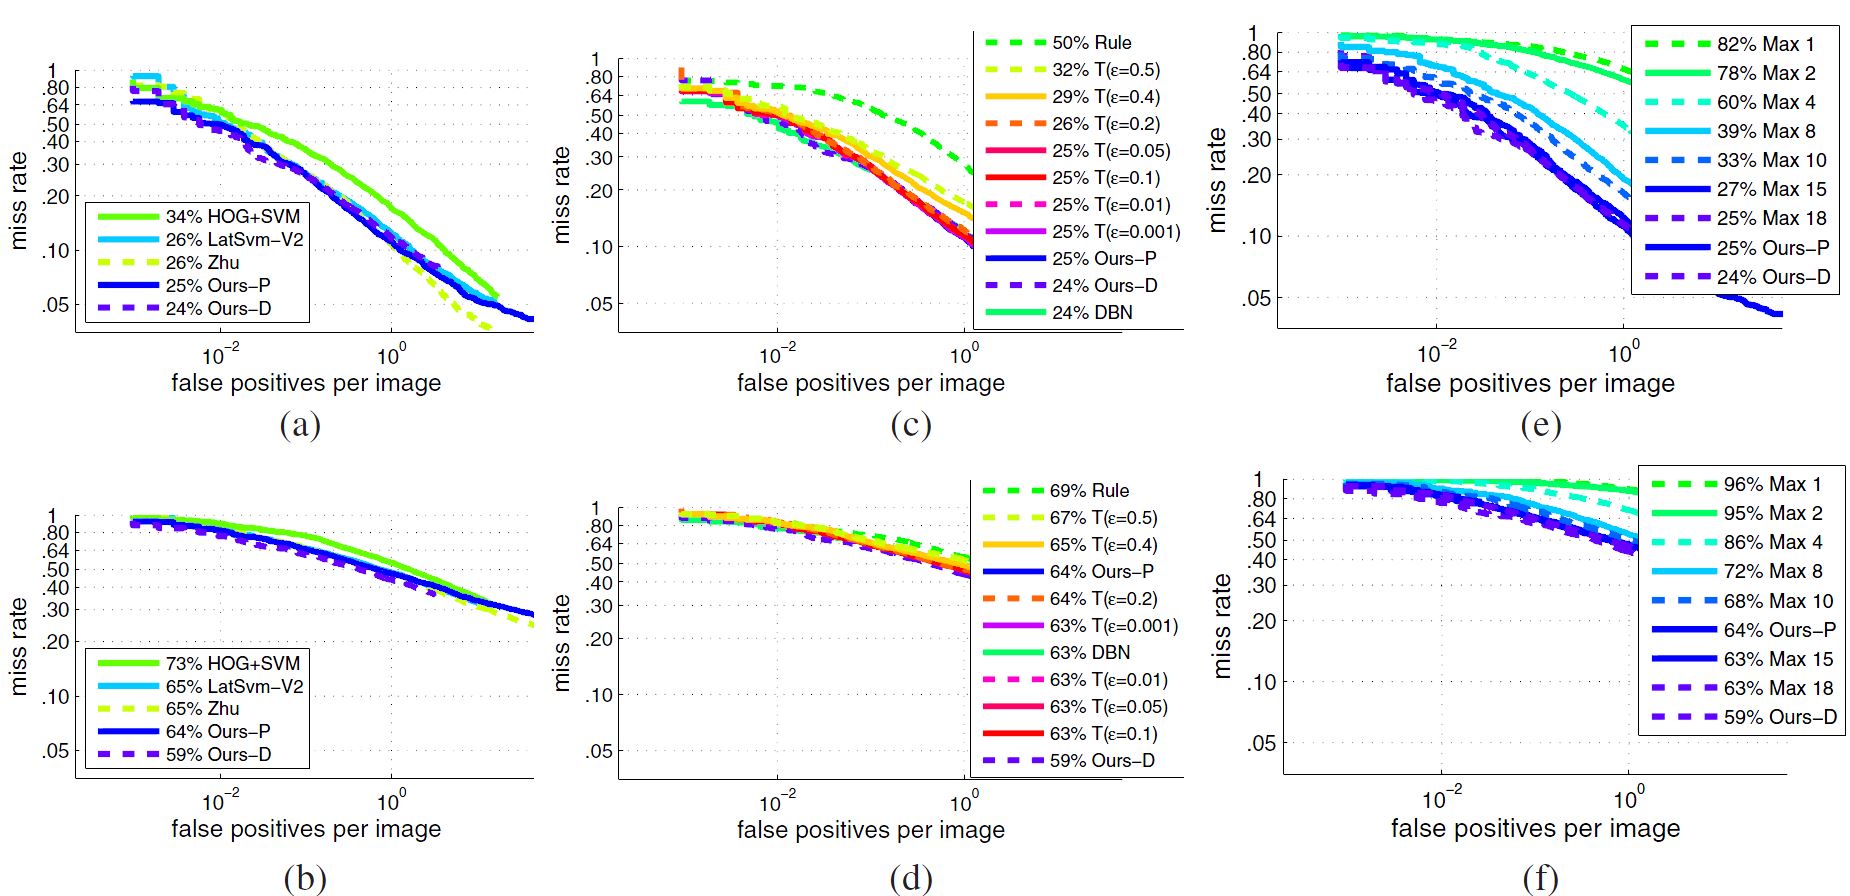 1
.80
.64
.50
.40
.30
.20
.10
.05
miss rate
34% HOG+SVM
26% LatSvm-V2
26% Zhu
25% Ours-P
24% Ours-D
10^-2
10^0
false positives per image
(a)
1
.80
.64
.50
.40
.30
.20
.10
.05
miss rate
50% Rule
32% T(ε=0.5)
29% T(ε=0.4)
26% T(ε=0.2)
25% T(ε=0.05)
25% T(ε=0.1)
25% T(ε=0.01)
25% T(ε=0.001)
25% Ours-P
24% Ours-D
24% DBN
10^-2
10^0
false positives per image
(c)
1
.80
.64
.50
.40
.30
.20
.10
.05
miss rate
82% Max 1
78% Max 2
60% Max 4
39% Max 8
33% Max 10
27% Max 15
25% Max 18
25% Ours-P
24% Ours-D
10^-2
10^0
false positives per image
(e)
1
.80
.64
.50
.40
.30
.20
.10
.05
miss rate
73% HOG+SVM
65% LatSvm-V2
65% Zhu
64% Ours-P
59% Ours-D
10^-2
10^0
false positives per image
(b)
1
.80
.64
.50
.40
.30
.20
.10
.05
miss rate
69% Rule
67% T(ε=0.5)
65% T(ε=0.4)
64% Ours-P
64% T(ε=0.2)
63% T(ε=0.001)
63% DBN
63% T(ε=0.01)
63% T(ε=0.05)
63% T(ε=0.1)
59% Ours-D
10^-2
10^0
false positives per image
(d)
1
.80
.64
.50
.40
.30
.20
.10
.05
miss rate
96% Max 1
95% Max 2
86% Max 4
72% Max 8
68% Max 10
64% Ours-P
63% Max 15
63% Max 18
59% Ours-D
10^-2
10^0
false positives per image
(f)